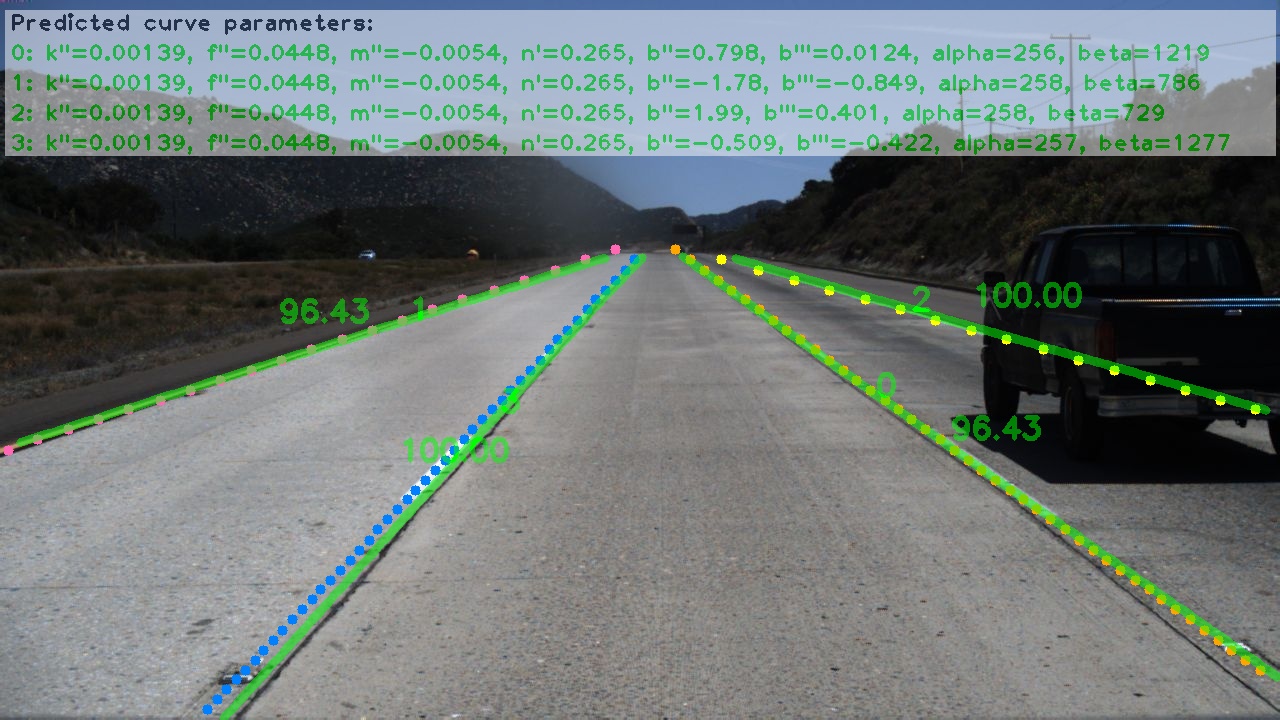 Predicted curve parameters:
0: k''=0.00139, f''=0.0448, m''=−0.0054, n'=0.265, b''=0.798, b'''=0.0124, alpha=256, beta=1219
1: k''=0.00139, f''=0.0448, m''=−0.0054, n'=0.265, b''=−1.78, b'''=−0.849, alpha=258, beta=786
2: k''=0.00139, f''=0.0448, m''=−0.0054, n'=0.265, b''=1.99, b'''=0.401, alpha=258, beta=729
3: k''=0.00139, f''=0.0448, m''=−0.0054, n'=0.265, b''=−0.509, b'''=−0.422, alpha=257, beta=1277
96.43 1
2 100.00
0
96.43
100.00